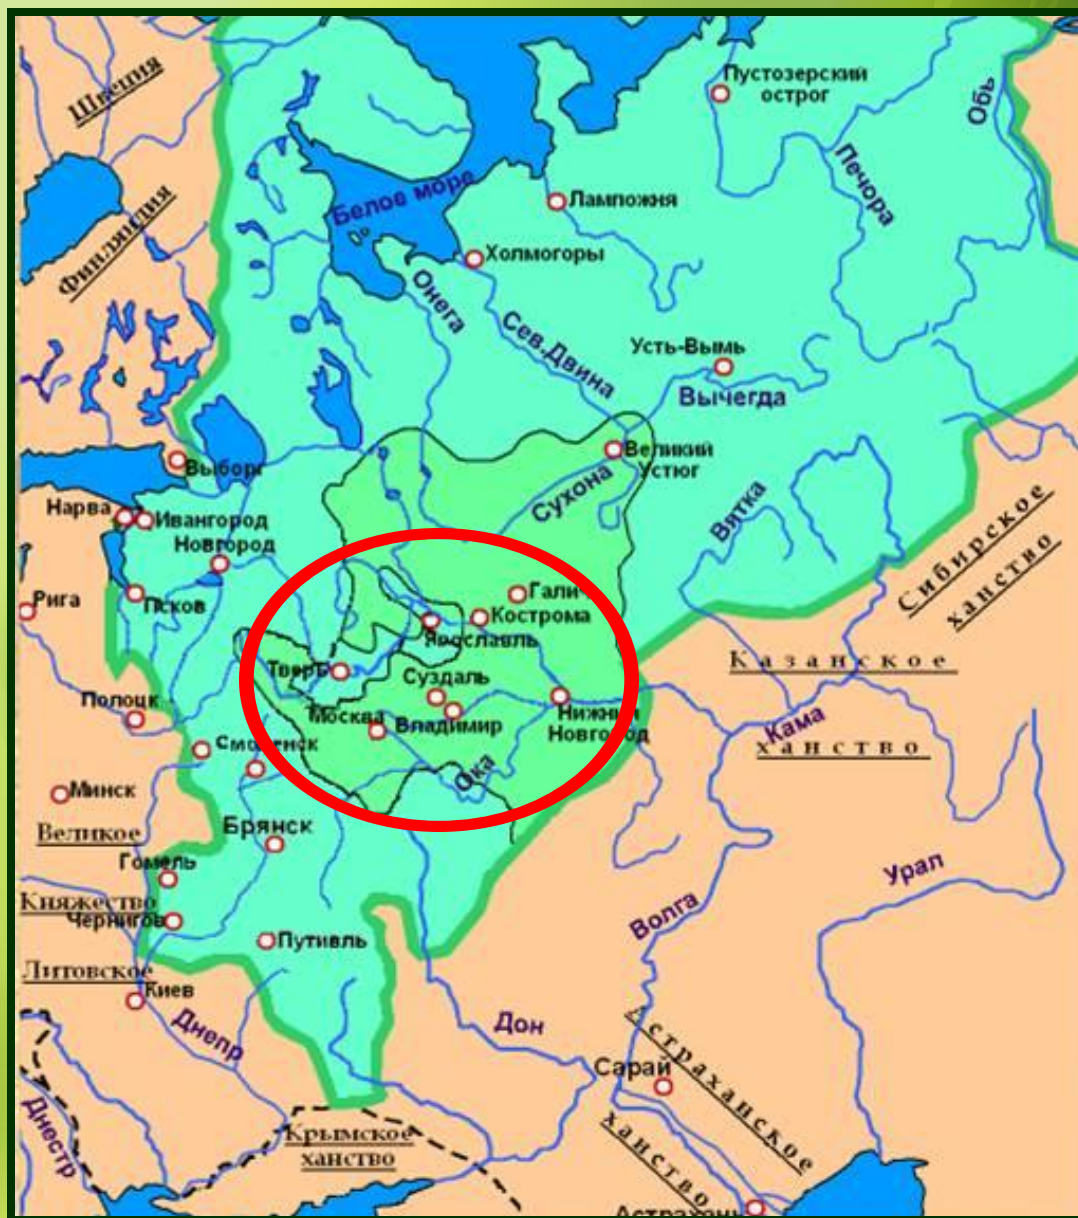 Швеция
Пустозерский
острог
Обь
Печора
Белое море
Лампожня
Финляндия
Холмогоры
Онега
Сев.Двина
Усть-Вымь
Вычегда
Великий
Устюг
Выборг
Сухона
Вятка
Нарва
Ивангород
Новгород
Сибирское
ханство
Рига
Псков
Гали-
Кострома
Ярославль
Тверь
Казанское
Суздаль
Полоцк
Москва
Владимир
Нижний
Новгород
Кама
ханство
Смоленск
Ока
Минск
Великое
Брянск
Гомель
Урал
Княжество
Чернигов
Волга
Путивль
Литовское
Киев
Днепр
Дон
Астраханское
Сарай
ханство
Днестр
Крымское
ханство
Астрахань